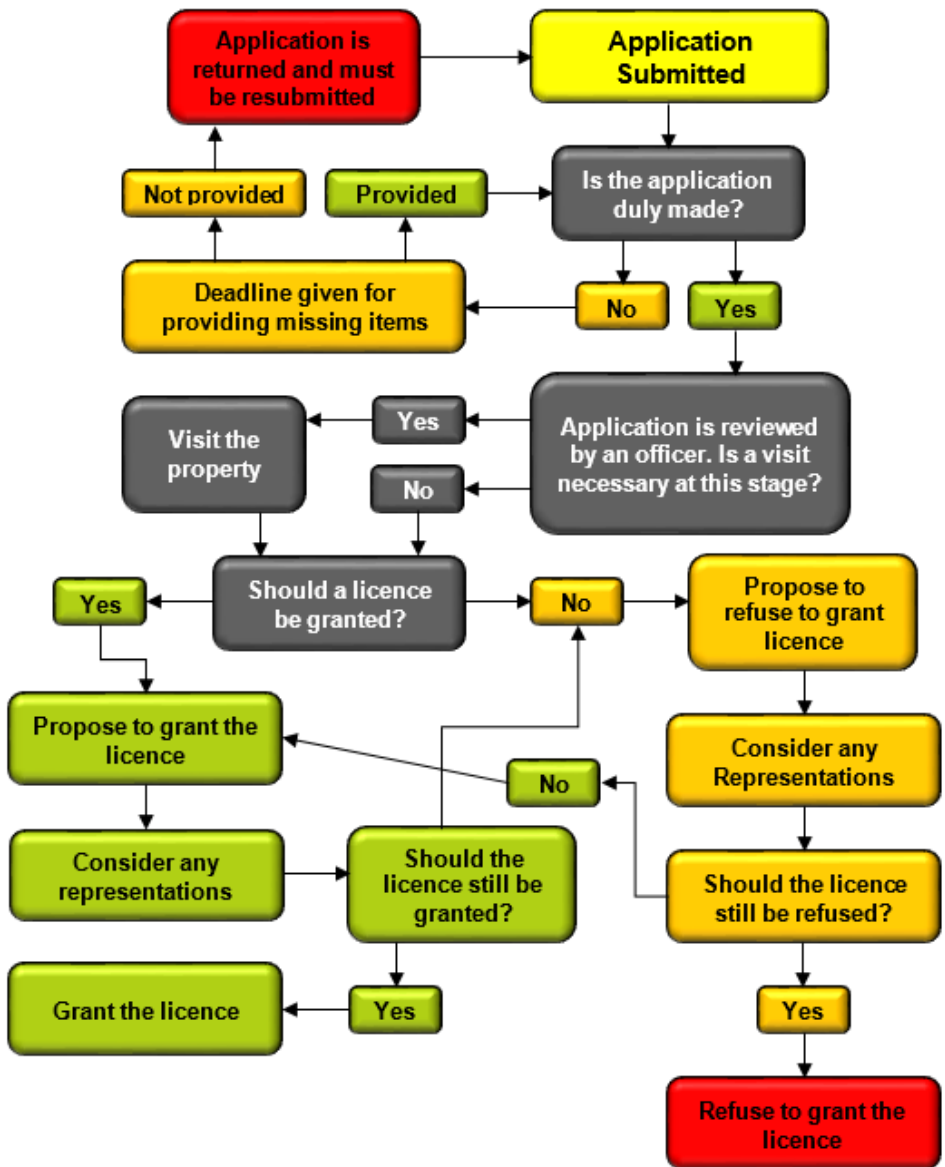 Application is
returned and must
be resubmitted
Application
Submitted
Not provided
Provided
Is the application
duly made?
Deadline given for
providing missing items
No
Yes
Visit the
property
Yes
No
Application is reviewed
by an officer. Is a visit
necessary at this stage?
Yes
Should a licence
be granted?
No
Propose to
refuse to grant
licence
Propose to grant the
licence
No
Consider any
Representations
Consider any
representations
Should the
licence still be
granted?
Should the licence
still be refused?
Grant the licence
Yes
Yes
Refuse to grant the
licence